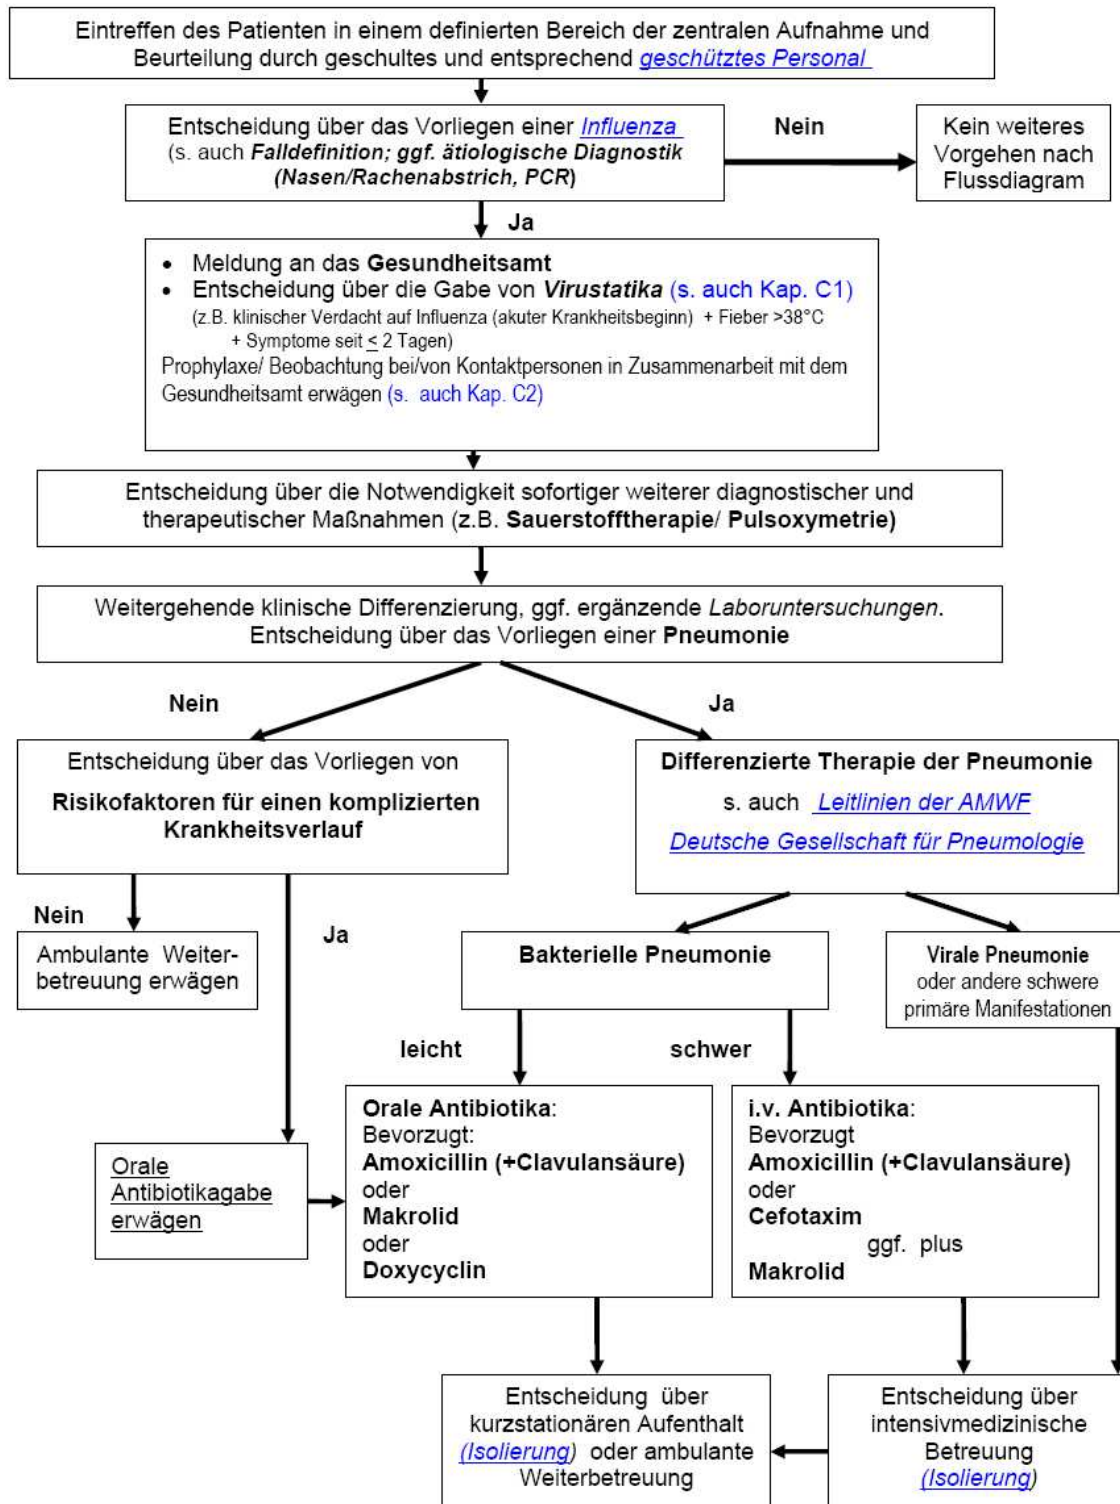 Eintreffen des Patienten in einem definierten Bereich der zentralen Aufnahme und
Beurteilung durch geschultes und entsprechend geschütztes Personal
Entscheidung über das Vorliegen einer Influenza
(s. auch Falldefinition; ggf. ätiologische Diagnostik
(Nasen/Rachenabstrich, PCR)
Nein
Kein weiteres
Vorgehen nach
Flussdiagram
Ja
• Meldung an das Gesundheitsamt
• Entscheidung über die Gabe von Virustatika (s. auch Kap. C1)
(z.B. klinischer Verdacht auf Influenza (akuter Krankheitsbeginn) + Fieber >38°C
+ Symptome seit ≤ 2 Tagen)
Prophylaxe/ Beobachtung bei/von Kontaktpersonen in Zusammenarbeit mit dem
Gesundheitsamt erwägen (s. auch Kap. C2)
Entscheidung über die Notwendigkeit sofortiger weiterer diagnostischer und
therapeutischer Maßnahmen (z.B. Sauerstofftherapie/ Pulsoxymetrie)
Weitergehende klinische Differenzierung, ggf. ergänzende Laboruntersuchungen.
Entscheidung über das Vorliegen einer Pneumonie
Nein
Ja
Entscheidung über das Vorliegen von
Risikofaktoren für einen komplizierten
Krankheitsverlauf
Differenzierte Therapie der Pneumonie
s. auch Leitlinien der AMWF
Deutsche Gesellschaft für Pneumologie
Nein
Ja
Ambulante Weiter-
betreuung erwägen
Bakterielle Pneumonie
Virale Pneumonie
oder andere schwere
primäre Manifestationen
leicht
schwer
Orale
Antibiotikagabe
erwägen
Orale Antibiotika:
Bevorzugt:
Amoxicillin (+Clavulansäure)
oder
Makrolid
oder
Doxycyclin
i.v. Antibiotika:
Bevorzugt
Amoxicillin (+Clavulansäure)
oder
Cefotaxim
ggf. plus
Makrolid
Entscheidung über
kurzstationären Aufenthalt
(Isolierung) oder ambulante
Weiterbetreuung
Entscheidung über
intensivmedizinische
Betreuung
(Isolierung)